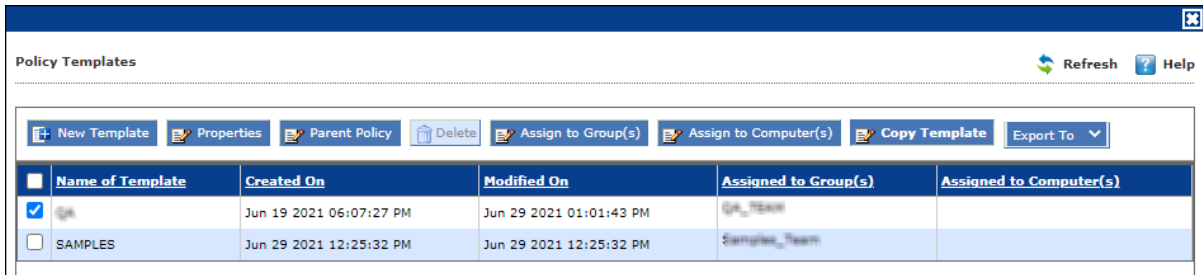 Policy Templates Refresh Help
New Template Properties Parent Policy Delete Assign to Group(s) Assign to Computer(s) Copy Template Export To
Name of Template Created On Modified On Assigned to Group(s) Assigned to Computer(s)
QA Jun 19 2021 06:07:27 PM Jun 29 2021 01:01:43 PM QA_TEAM
SAMPLES Jun 29 2021 12:25:32 PM Jun 29 2021 12:25:32 PM Samples_Team